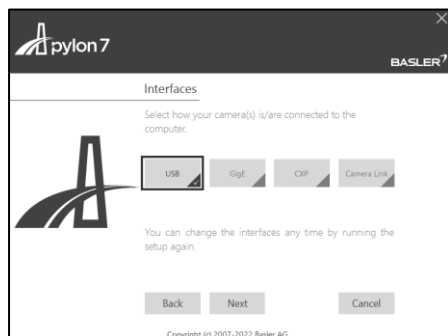 pylon 7
BASLER
Interfaces
Select how your camera(s) is/are connected to the
computer.
USB GigE CXP Camera Link
You can change the interfaces any time by running the
setup again.
Back Next Cancel
Copyright (c) 2007-2022 Basler AG